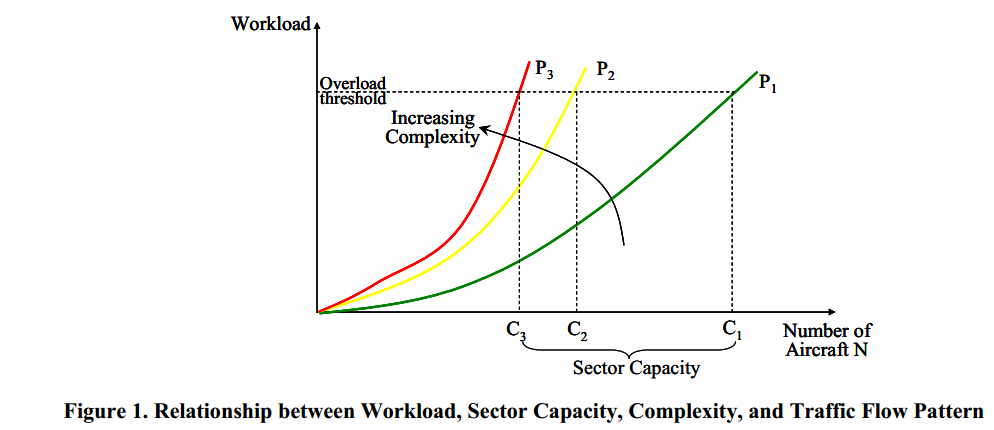 Workload
Overload
threshold
P3
P2
P1
Increasing
Complexity
C3
C2
C1
Number of
Aircraft N
Sector Capacity
Figure 1. Relationship between Workload, Sector Capacity, Complexity, and Traffic Flow Pattern